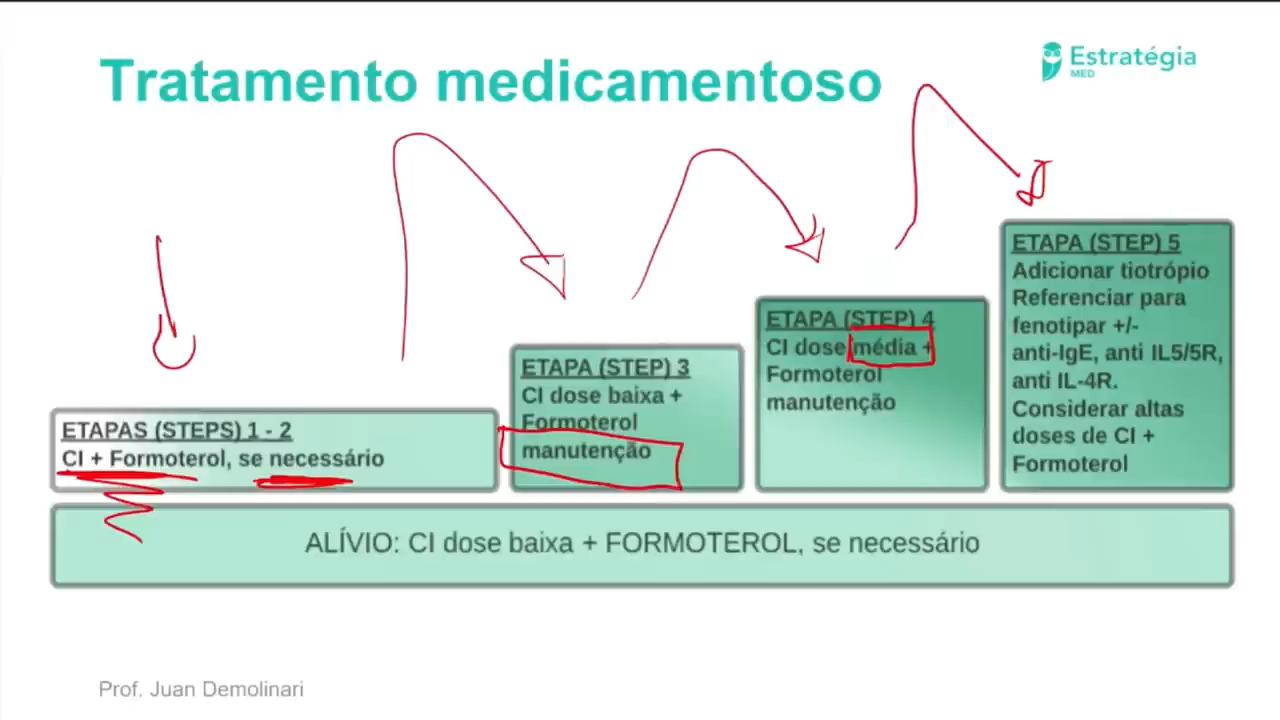 Tratamento medicamentoso
Estratégia
MED
ETAPAS (STEPS) 1 - 2
CI + Formoterol, se necessário
ETAPA (STEP) 3
CI dose baixa +
Formoterol
manutenção
ETAPA (STEP) 4
CI dose média +
Formoterol
manutenção
ETAPA (STEP) 5
Adicionar tiotrópio
Referenciar para
fenotipar +/-
anti-IgE, anti IL5/5R,
anti IL-4R.
Considerar altas
doses de CI +
Formoterol
ALÍVIO: CI dose baixa + FORMOTEROL, se necessário
Prof. Juan Demolinari